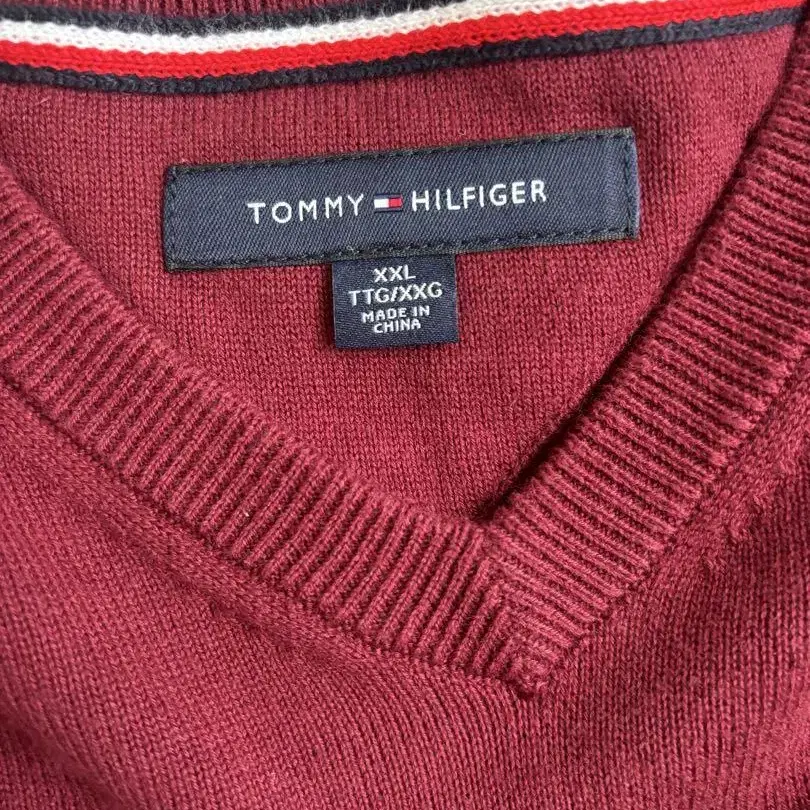 TOMMY HILFIGER
XXL
TTG/XXG
MADE IN
CHINA